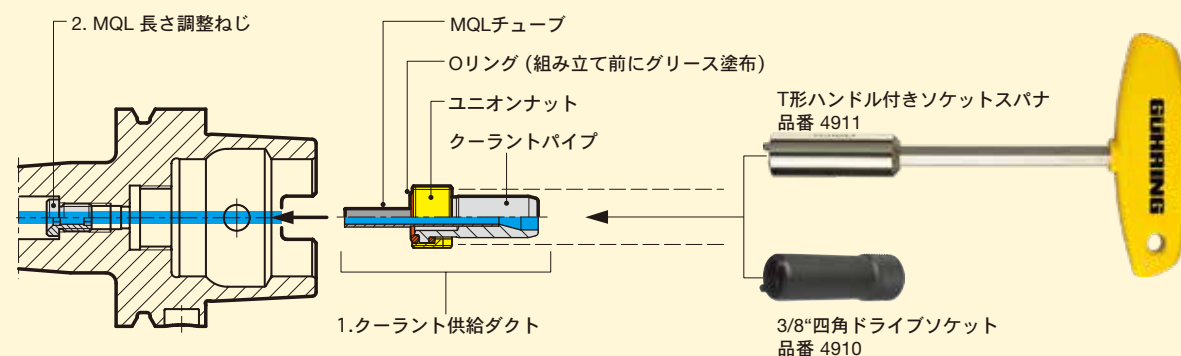 2. MQL 長さ調整ねじ
MQLチューブ
Oリング (組み立て前にグリース塗布)
ユニオンナット
クーラントパイプ
1.クーラント供給ダクト
T形ハンドル付きソケットスパナ
品番 4911
GUHRING
3/8“四角ドライブソケット
品番 4910